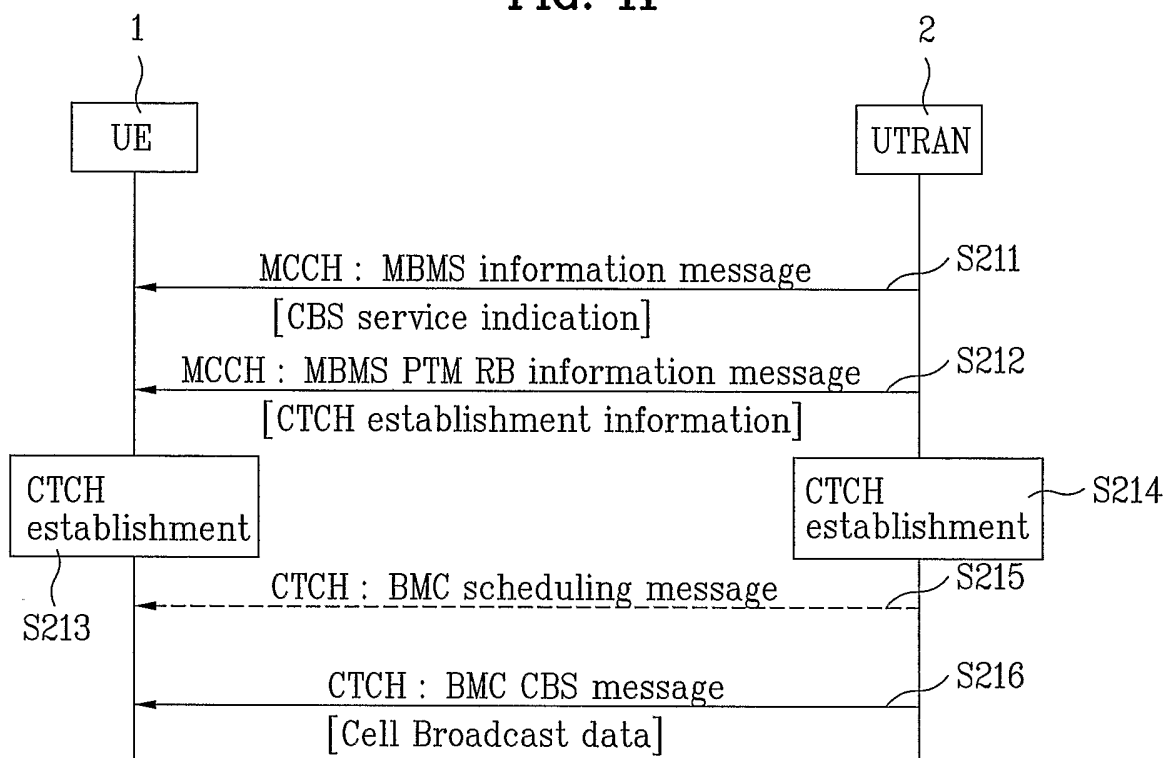 FIG. 11
1
2
UE
UTRAN
MCCH : MBMS information message
S211
[CBS service indication]
MCCH : MBMS PTM RB information message
S212
[CTCH establishment information]
CTCH
establishment
S213
CTCH
establishment
S214
CTCH : BMC scheduling message
S215
CTCH : BMC CBS message
S216
[Cell Broadcast data]